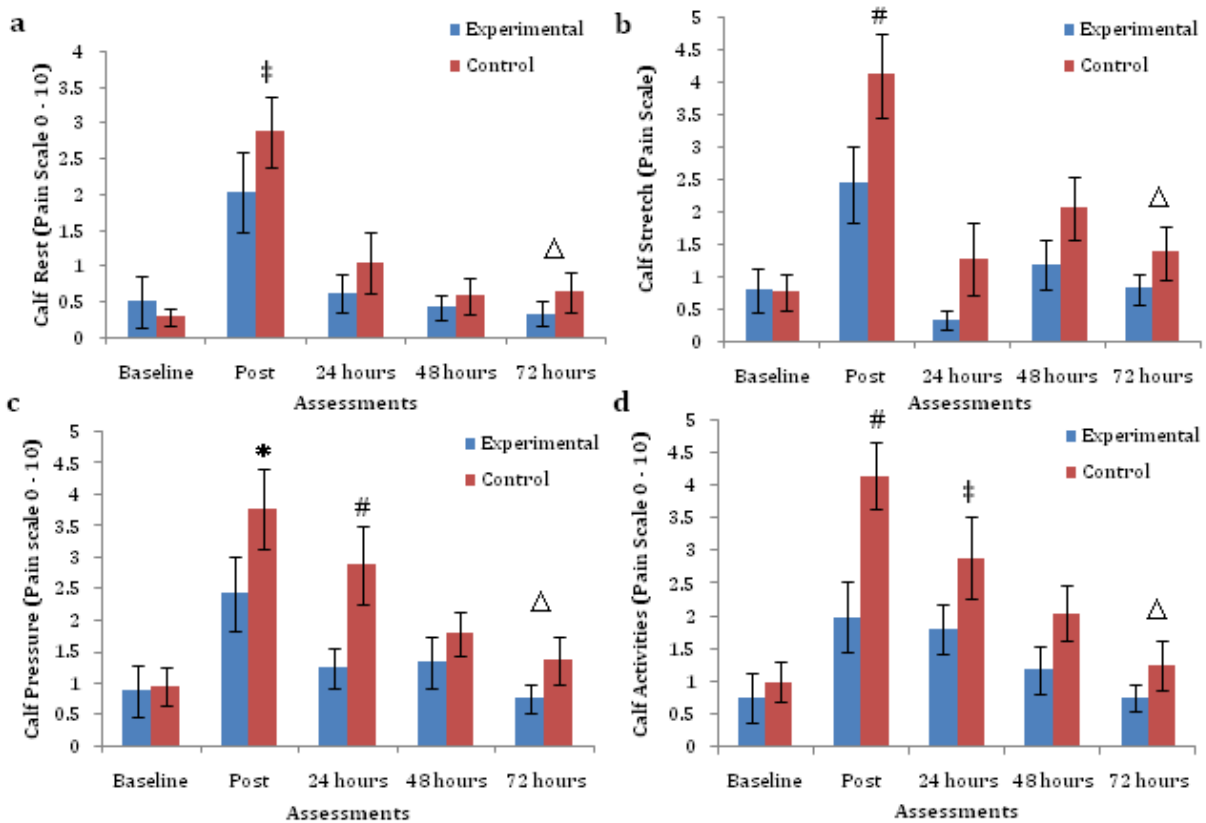 a
Calf Rest (Pain Scale 0 - 10)
4
3.5
3
2.5
2
1.5
1
0.5
0
Experimental
Control
‡
△
Baseline Post 24 hours 48 hours 72 hours
Assessments
b
Calf Stretch (Pain Scale)
5
4.5
4
3.5
3
2.5
2
1.5
1
0.5
0
Experimental
Control
#
△
Baseline Post 24 hours 48 hours 72 hours
Assessments
c
Calf Pressure (Pain scale 0 - 10)
5
4.5
4
3.5
3
2.5
2
1.5
1
0.5
0
Experimental
Control
*
#
△
Baseline Post 24 hours 48 hours 72 hours
Assessments
d
Calf Activities (Pain Scale 0 - 10)
5
4.5
4
3.5
3
2.5
2
1.5
1
0.5
0
Experimental
Control
#
‡
△
Baseline Post 24 hours 48 hours 72 hours
Assessments